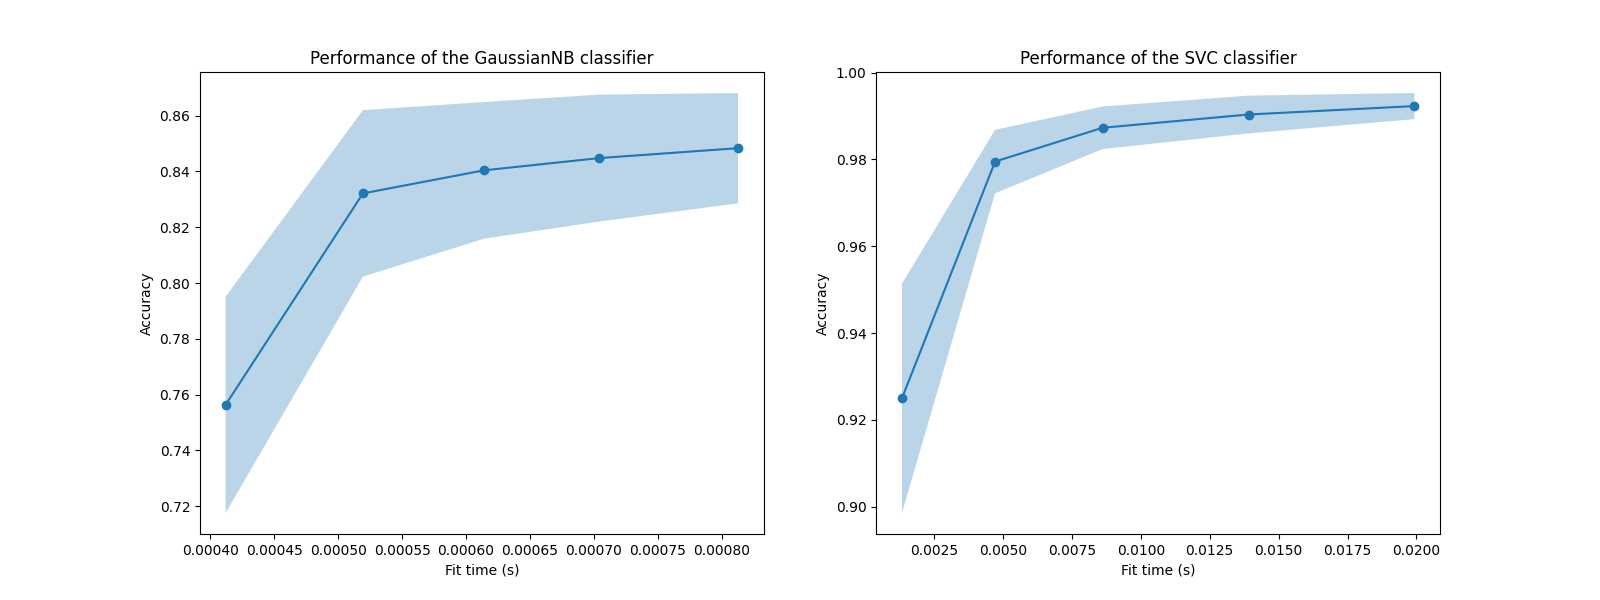 Performance of the GaussianNB classifier
Accuracy
0.86
0.84
0.82
0.80
0.78
0.76
0.74
0.72
0.00040 0.00045 0.00050 0.00055 0.00060 0.00065 0.00070 0.00075 0.00080
Fit time (s)
Performance of the SVC classifier
Accuracy
1.00
0.98
0.96
0.94
0.92
0.90
0.0025 0.0050 0.0075 0.0100 0.0125 0.0150 0.0175 0.0200
Fit time (s)